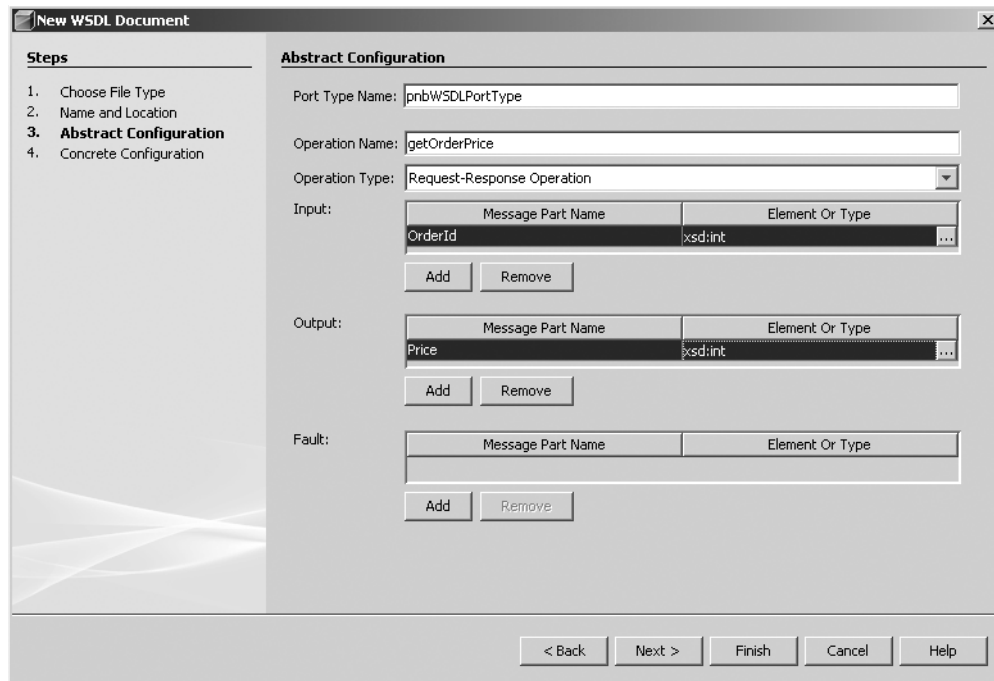 New WSDL Document
Steps
1. Choose File Type
2. Name and Location
3. Abstract Configuration
4. Concrete Configuration
Abstract Configuration
Port Type Name: pnbWSDLPortType
Operation Name: getOrderPrice
Operation Type: Request-Response Operation
Input:
Message Part Name Element Or Type
OrderId xsd:int ...
Add Remove
Output:
Message Part Name Element Or Type
Price xsd:int ...
Add Remove
Fault:
Message Part Name Element Or Type
Add Remove
< Back Next > Finish Cancel Help